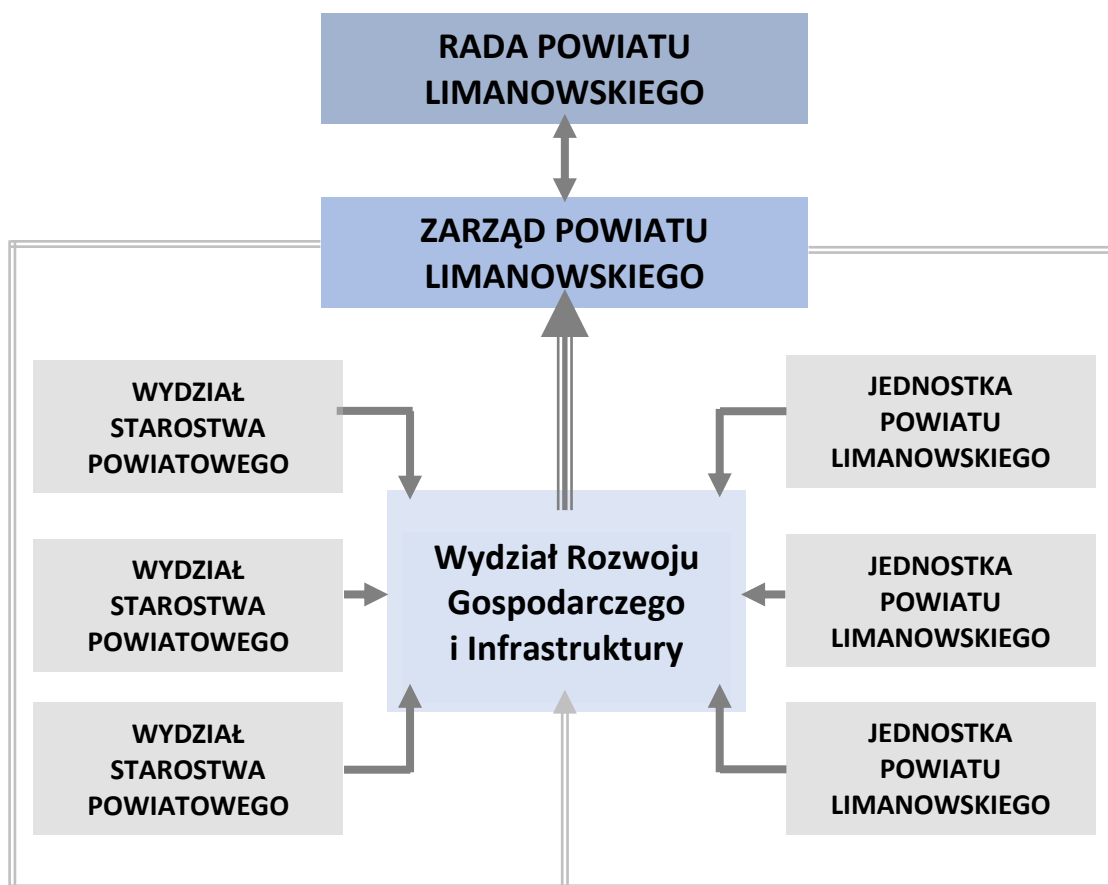 RADA POWIATU
LIMANOWSKIEGO
ZARZĄD POWIATU
LIMANOWSKIEGO
WYDZIAŁ
STAROSTWA
POWIATOWEGO
JEDNOSTKA
POWIATU
LIMANOWSKIEGO
Wydział Rozwoju
Gospodarczego
i Infrastruktury
WYDZIAŁ
STAROSTWA
POWIATOWEGO
JEDNOSTKA
POWIATU
LIMANOWSKIEGO
WYDZIAŁ
STAROSTWA
POWIATOWEGO
JEDNOSTKA
POWIATU
LIMANOWSKIEGO